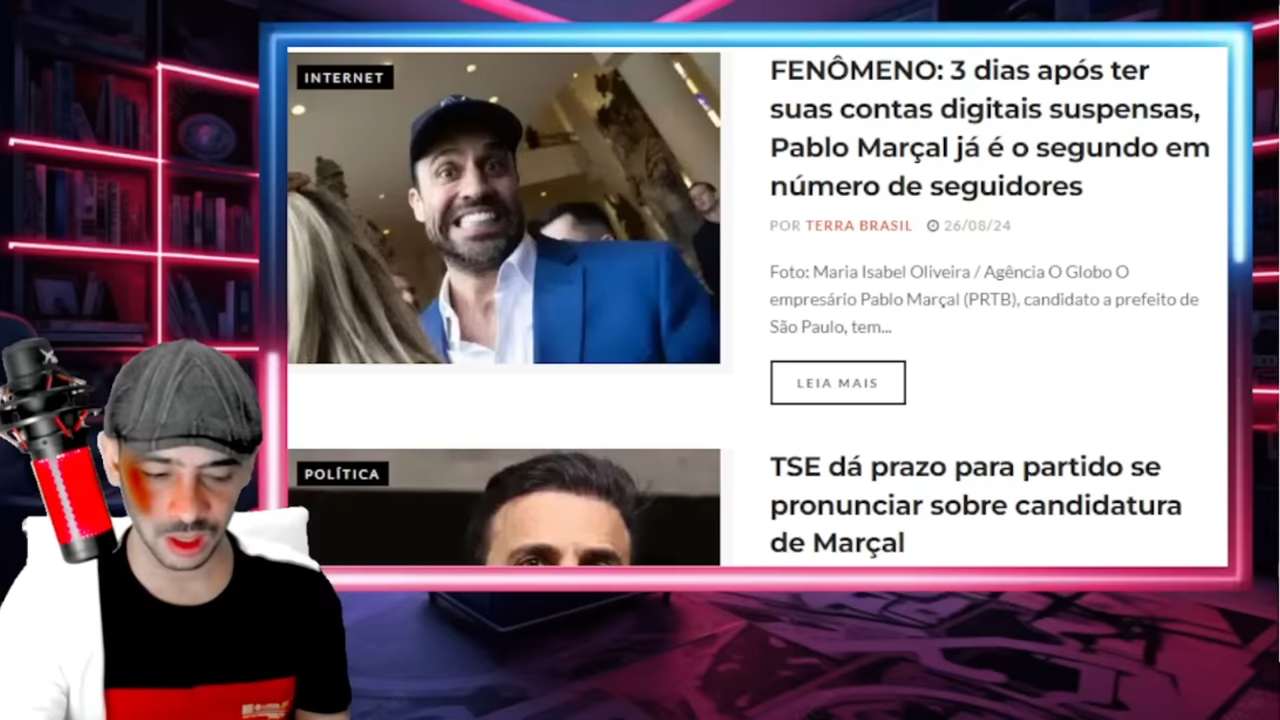 INTERNET
FENÔMENO: 3 dias após ter
suas contas digitais suspensas,
Pablo Marçal já é o segundo em
número de seguidores
POR TERRA BRASIL 26/08/24
Foto: Maria Isabel Oliveira / Agência O Globo O
empresário Pablo Marçal (PRTB), candidato a prefeito de
São Paulo, tem...
LEIA MAIS
POLÍTICA
TSE dá prazo para partido se
pronunciar sobre candidatura
de Marçal